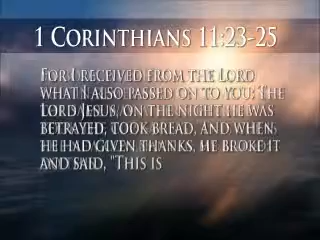 1 Corinthians 11:23-25
For I received from the Lord
what I also passed on to you: The
Lord Jesus, on the night he was
betrayed, took bread, and when
he had given thanks, he broke it
and said, "This is